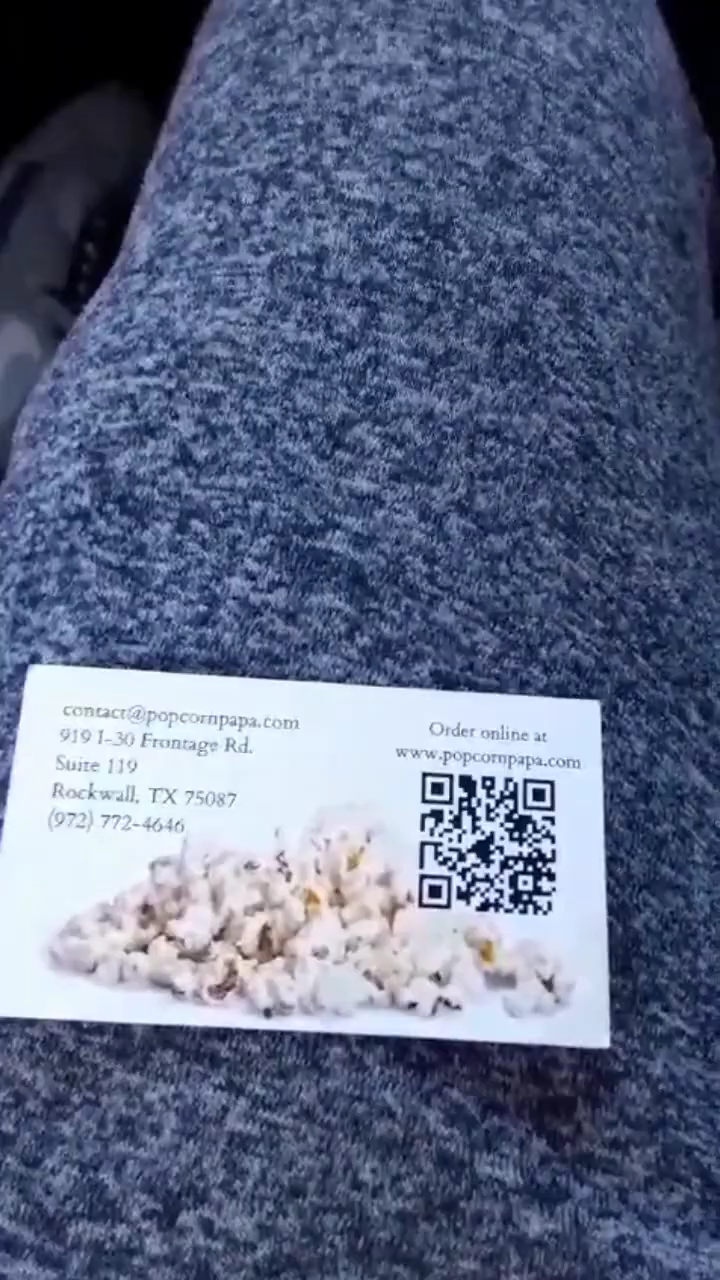 contact@popcornpapa.com
919 I-30 Frontage Rd.
Suite 119
Rockwall, TX 75087
(972) 772-4646
Order online at
www.popcornpapa.com